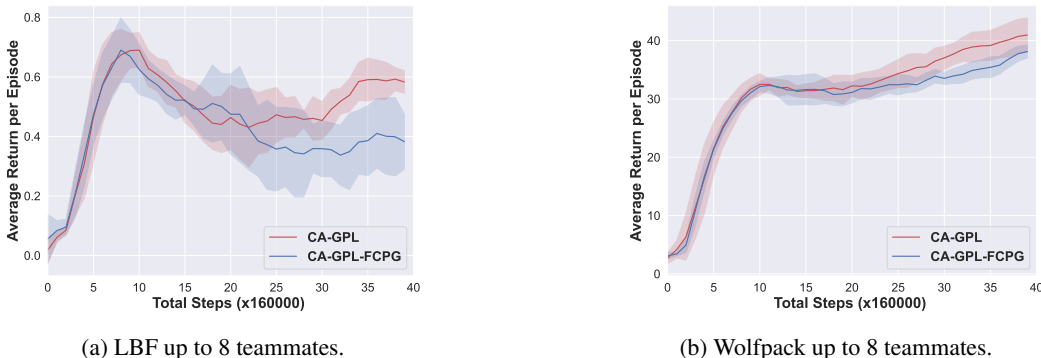 0.8
0.6
0.4
0.2
0.0
Average Return per Episode
0 5 10 15 20 25 30 35 40
Total Steps (x160000)
CA-GPL
CA-GPL-FCPG
(a) LBF up to 8 teammates.
40
30
20
10
0
Average Return per Episode
0 5 10 15 20 25 30 35 40
Total Steps (x160000)
CA-GPL
CA-GPL-FCPG
(b) Wolfpack up to 8 teammates.